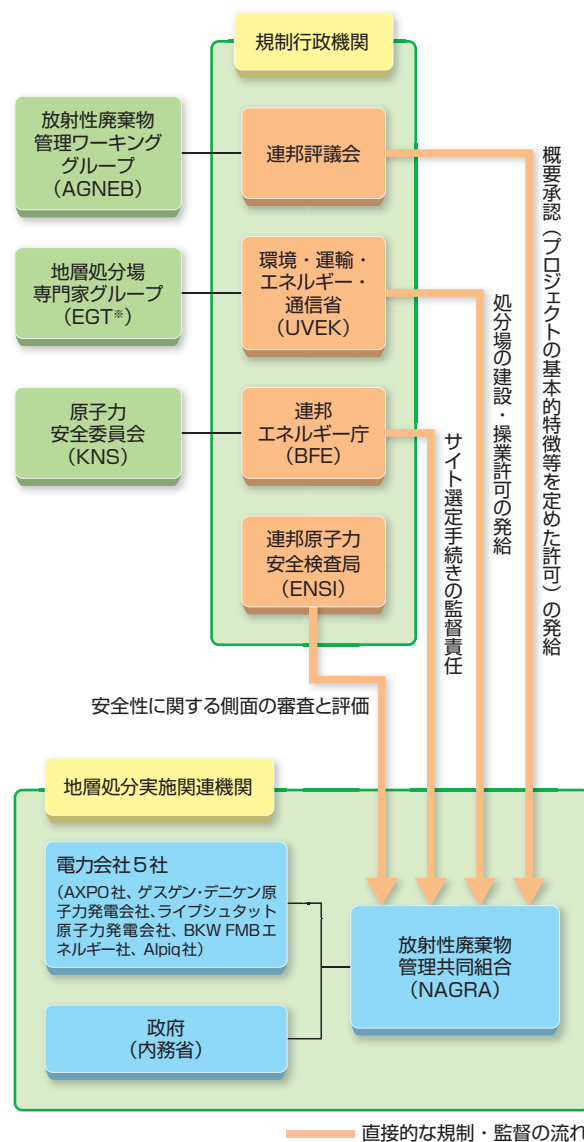 規制行政機関
放射性廃棄物
管理ワーキング
グループ
（AGNEB）
連邦評議会
地層処分場
専門家グループ
（EGT※）
環境・運輸・
エネルギー・
通信省
（UVEK）
原子力
安全委員会
（KNS）
連邦
エネルギー庁
（BFE）
連邦原子力
安全検査局
（ENSI）
概要承認（プロジェクトの基本的特徴等を定めた許可）の発給
処分場の建設・操業許可の発給
サイト選定手続きの監督責任
安全性に関する側面の審査と評価
地層処分実施関連機関
電力会社5社
（AXPO社、ゲスゲン・デニケン原
子力発電会社、ライプシュタット
原子力発電会社、BKW FMBエ
ネルギー社、Alpiq社）
政府
（内務省）
放射性廃棄物
管理共同組合
（NAGRA）
直接的な規制・監督の流れ